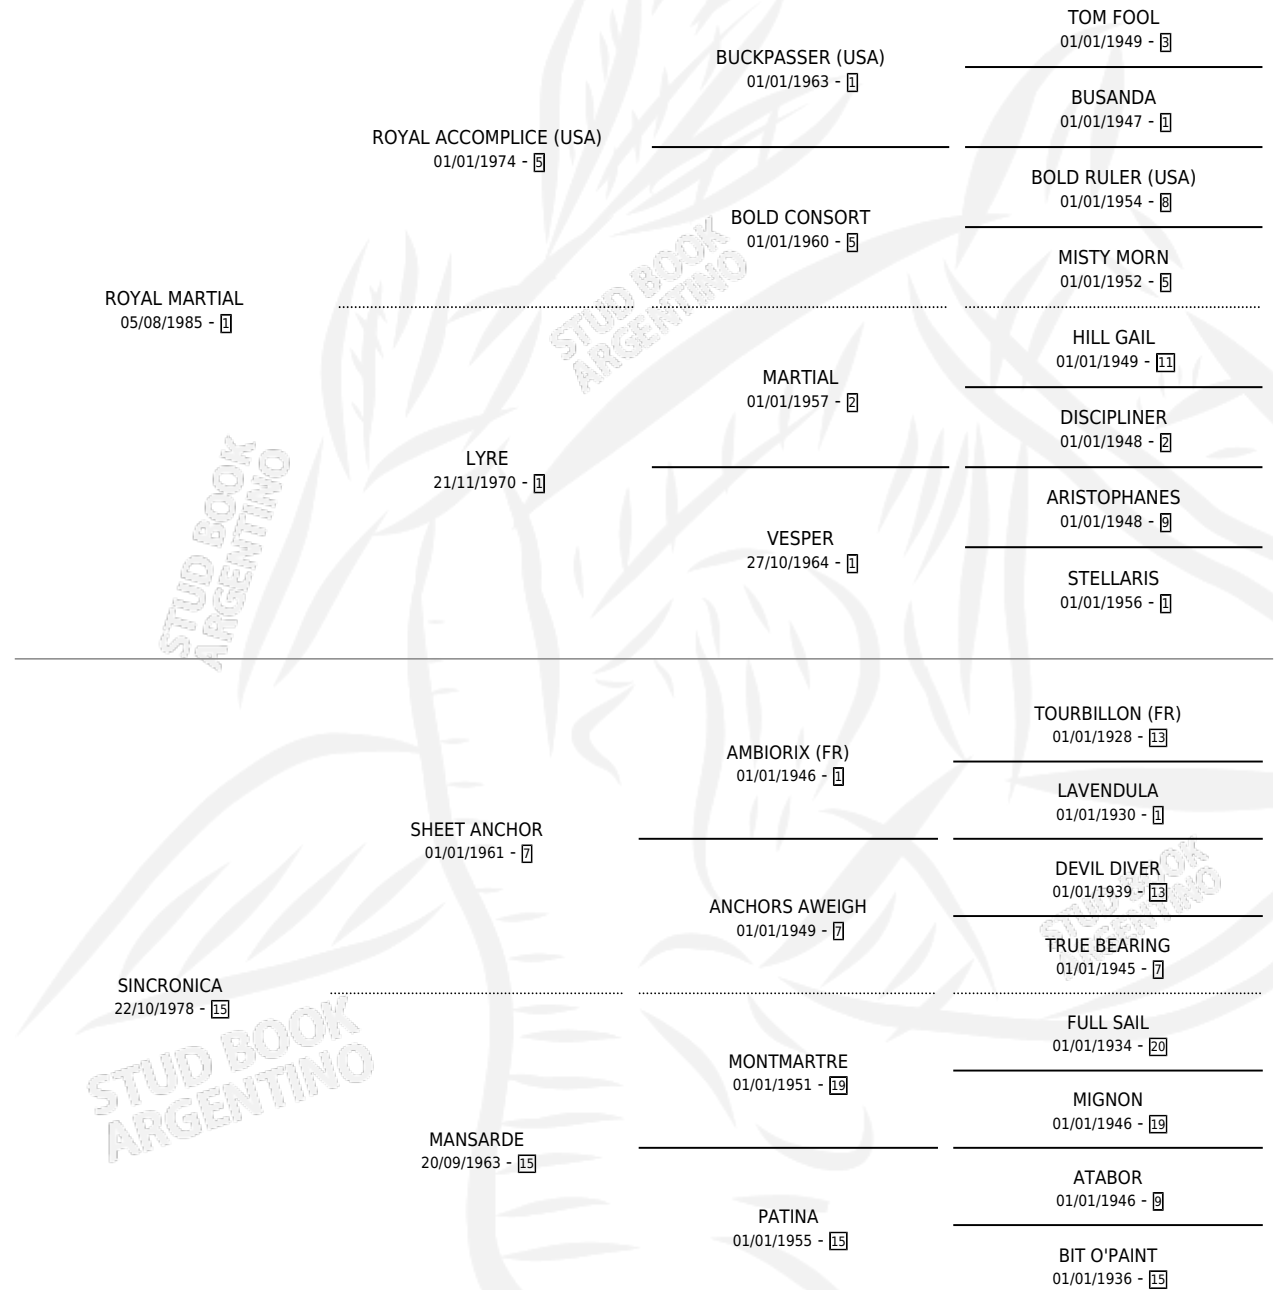 TOM FOOL
01/01/1949 - 3
BUCKPASSER (USA)
01/01/1963 - 1
BUSANDA
01/01/1947 - 1
ROYAL ACCOMPLICE (USA)
01/01/1974 - 5
BOLD RULER (USA)
01/01/1954 - 8
BOLD CONSORT
01/01/1960 - 5
MISTY MORN
01/01/1952 - 5
STUD BOOK
ARGENTINO
ROYAL MARTIAL
05/08/1985 - 1
HILL GAIL
01/01/1949 - 11
MARTIAL
01/01/1957 - 2
DISCIPLINER
01/01/1948 - 2
LYRE
21/11/1970 - 1
ARISTOPHANES
01/01/1948 - 9
VESPER
27/10/1964 - 1
STELLARIS
01/01/1956 - 1
STUD BOOK
ARGENTINO
TOURBILLON (FR)
01/01/1928 - 13
AMBIORIX (FR)
01/01/1946 - 1
LAVENDULA
01/01/1930 - 1
SHEET ANCHOR
01/01/1961 - 7
DEVIL DIVER
01/01/1939 - 13
ANCHORS AWEIGH
01/01/1949 - 7
TRUE BEARING
01/01/1945 - 7
STUD BOOK
ARGENTINO
SINCRONICA
22/10/1978 - 15
FULL SAIL
01/01/1934 - 20
MONTMARTRE
01/01/1951 - 19
MIGNON
01/01/1946 - 19
STUD BOOK
ARGENTINO
MANSARDE
20/09/1963 - 15
ATABOR
01/01/1946 - 9
PATINA
01/01/1955 - 15
BIT O'PAINT
01/01/1936 - 15